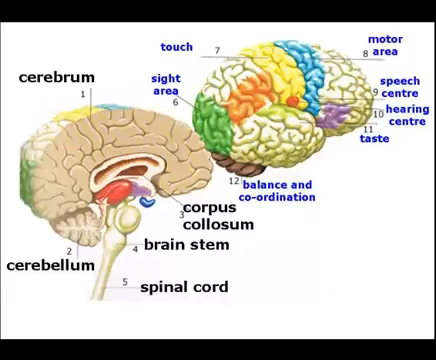 motor
area
touch
7
8
cerebrum
1
sight
area
6
speech
9 centre
hearing
10 centre
11
taste
12 balance and
co-ordination
3 corpus
collosum
2
4 brain stem
cerebellum
5 spinal cord